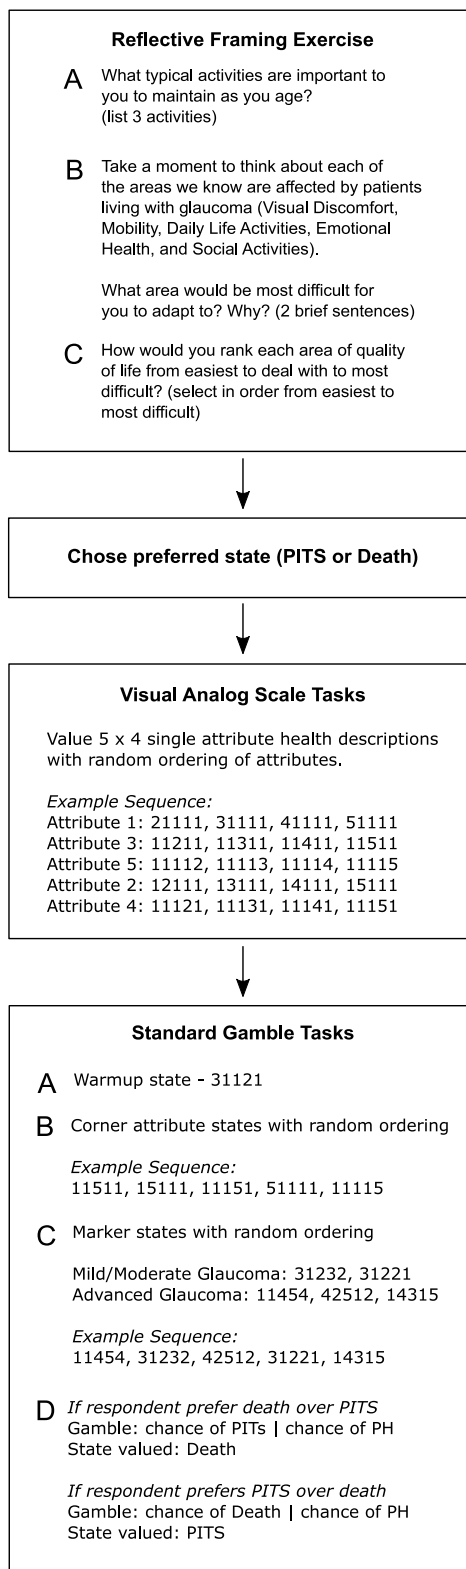 Reflective Framing Exercise
A What typical activities are important to
you to maintain as you age?
(list 3 activities)
B Take a moment to think about each of
the areas we know are affected by patients
living with glaucoma (Visual Discomfort,
Mobility, Daily Life Activities, Emotional
Health, and Social Activities).
What area would be most difficult for
you to adapt to? Why? (2 brief sentences)
C How would you rank each area of quality
of life from easiest to deal with to most
difficult? (select in order from easiest to
most difficult)
Chose preferred state (PITS or Death)
Visual Analog Scale Tasks
Value 5 x 4 single attribute health descriptions
with random ordering of attributes.
Example Sequence:
Attribute 1: 21111, 31111, 41111, 51111
Attribute 3: 11211, 11311, 11411, 11511
Attribute 5: 11112, 11113, 11114, 11115
Attribute 2: 12111, 13111, 14111, 15111
Attribute 4: 11121, 11131, 11141, 11151
Standard Gamble Tasks
A Warmup state - 31121
B Corner attribute states with random ordering
Example Sequence:
11511, 15111, 11151, 51111, 11115
C Marker states with random ordering
Mild/Moderate Glaucoma: 31232, 31221
Advanced Glaucoma: 11454, 42512, 14315
Example Sequence:
11454, 31232, 42512, 31221, 14315
D If respondent prefer death over PITS
Gamble: chance of PITs | chance of PH
State valued: Death
If respondent prefers PITS over death
Gamble: chance of Death | chance of PH
State valued: PITS